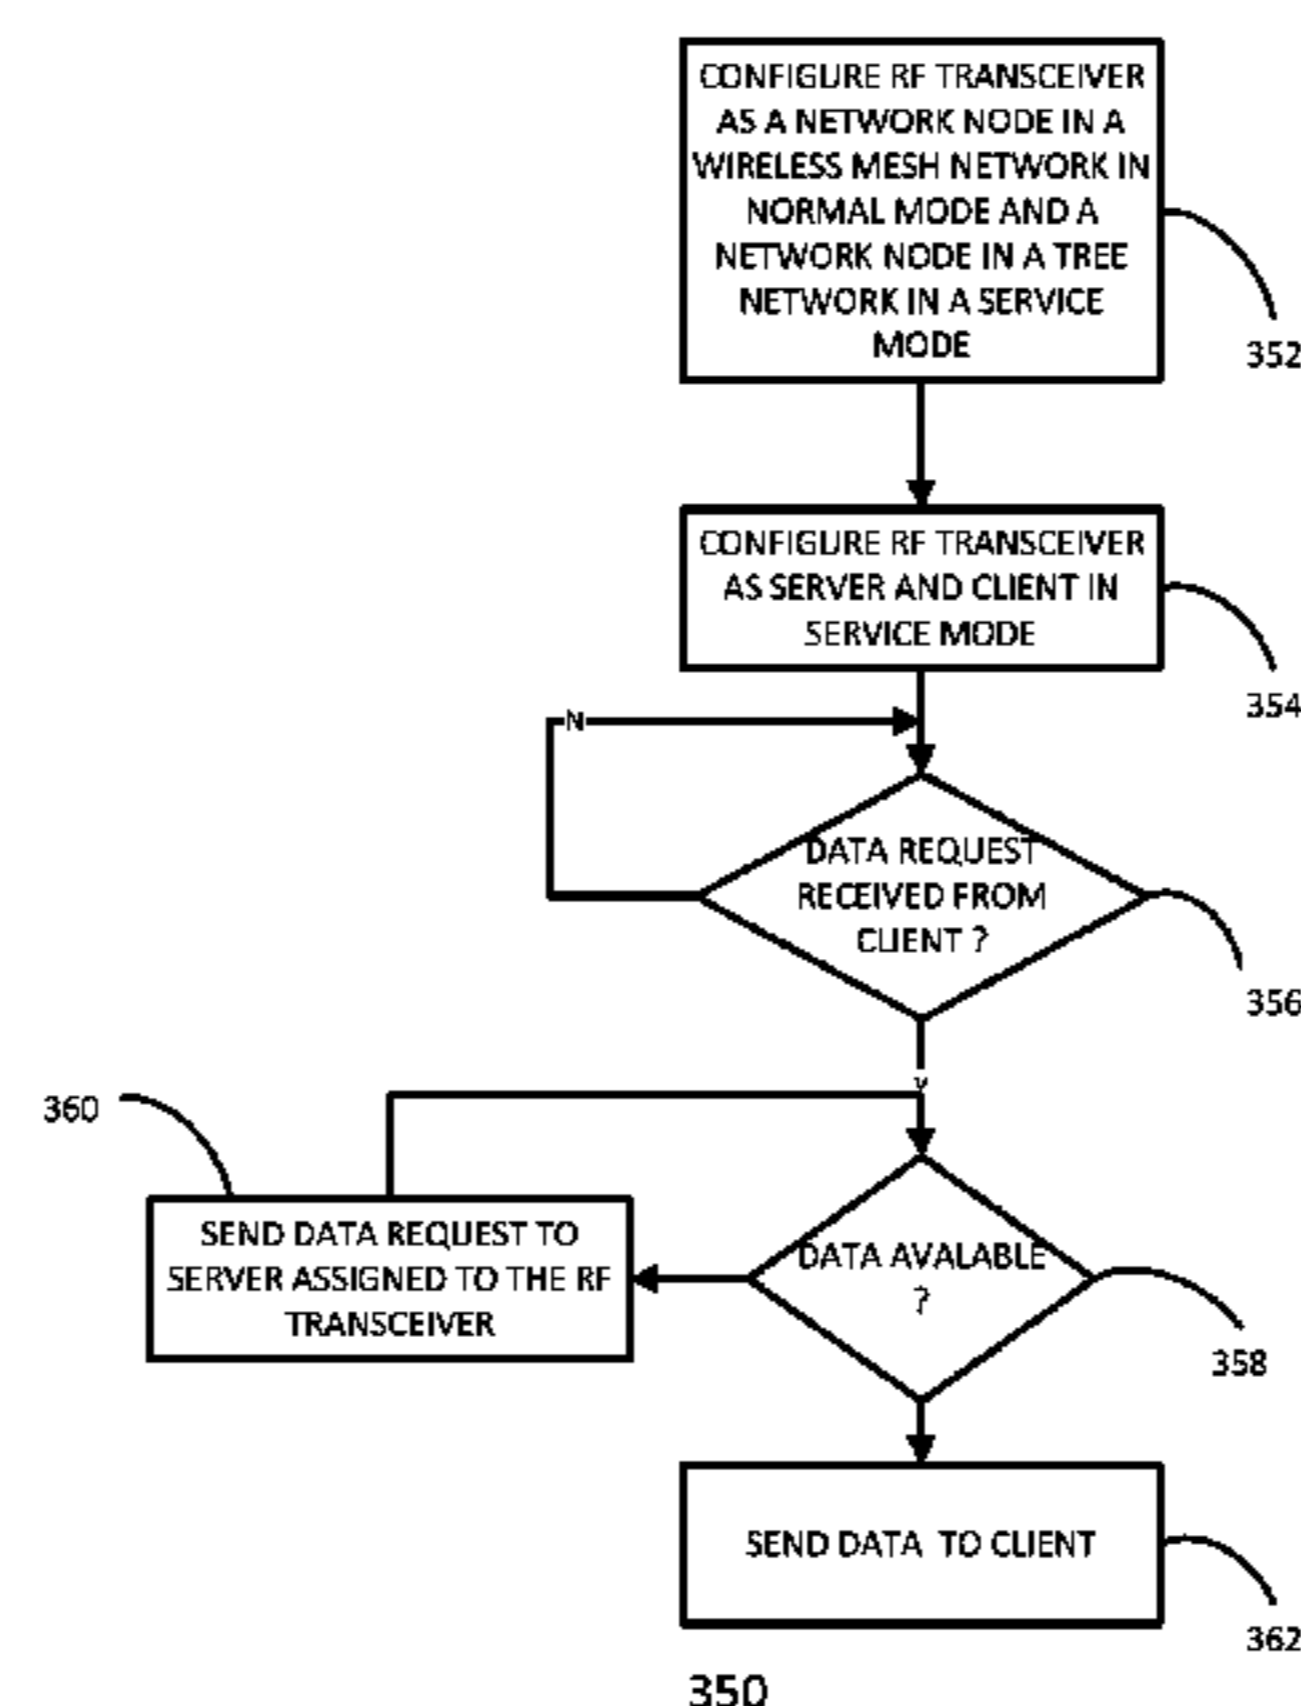 CONFIGURE RF TRANSCEIVER
AS A NETWORK NODE IN A
WIRELESS MESH NETWORK IN
NORMAL MODE AND A
NETWORK NODE IN A TREE
NETWORK IN A SERVICE
MODE
352
CONFIGURE RF TRANSCEIVER
AS SERVER AND CLIENT IN
SERVICE MODE
354
N
DATA REQUEST
RECEIVED FROM
CLIENT ?
356
Y
360
SEND DATA REQUEST TO
SERVER ASSIGNED TO THE RF
TRANSCEIVER
DATA AVALABLE
?
358
SEND DATA TO CLIENT
362
350